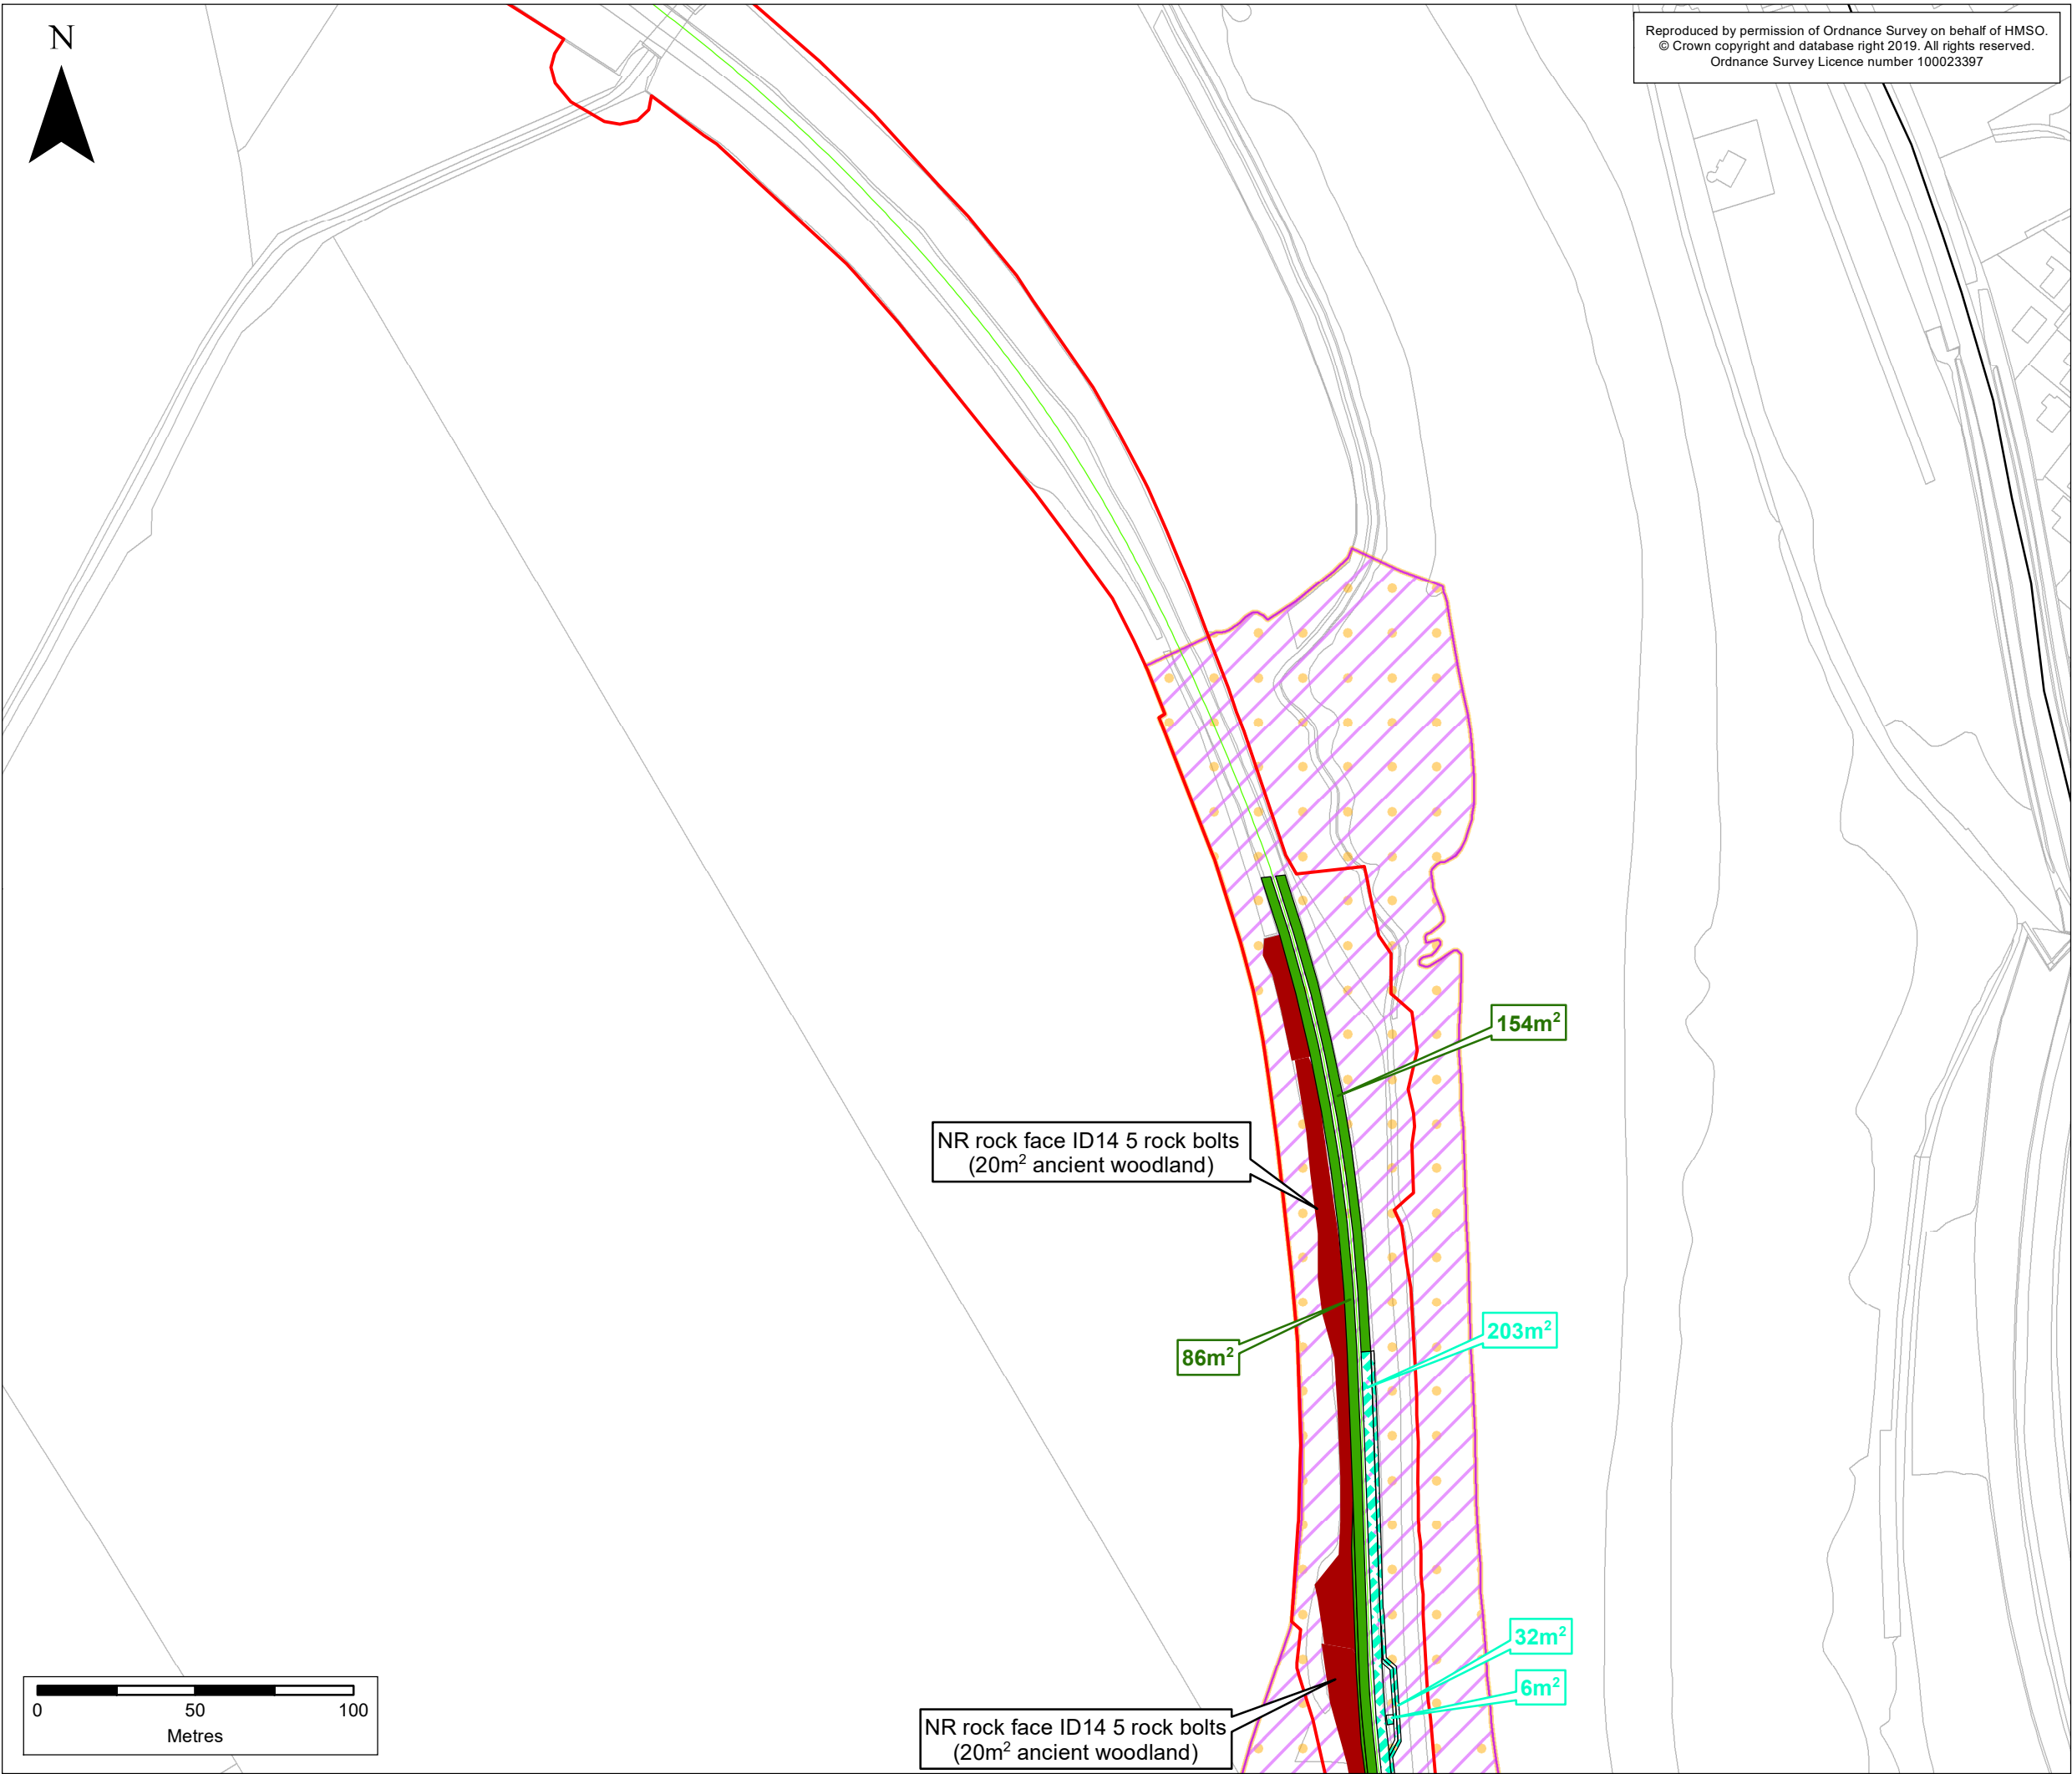 N
Reproduced by permission of Ordnance Survey on behalf of HMSO.
© Crown copyright and database right 2019. All rights reserved.
Ordnance Survey Licence number 100023397
154m²
NR rock face ID14 5 rock bolts
(20m² ancient woodland)
203m²
86m²
32m²
6m²
NR rock face ID14 5 rock bolts
(20m² ancient woodland)
0 50 100
Metres